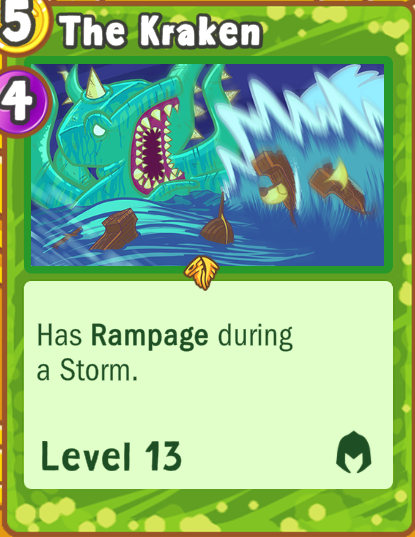 5
The Kraken
4
Has Rampage during
a Storm.
Level 13